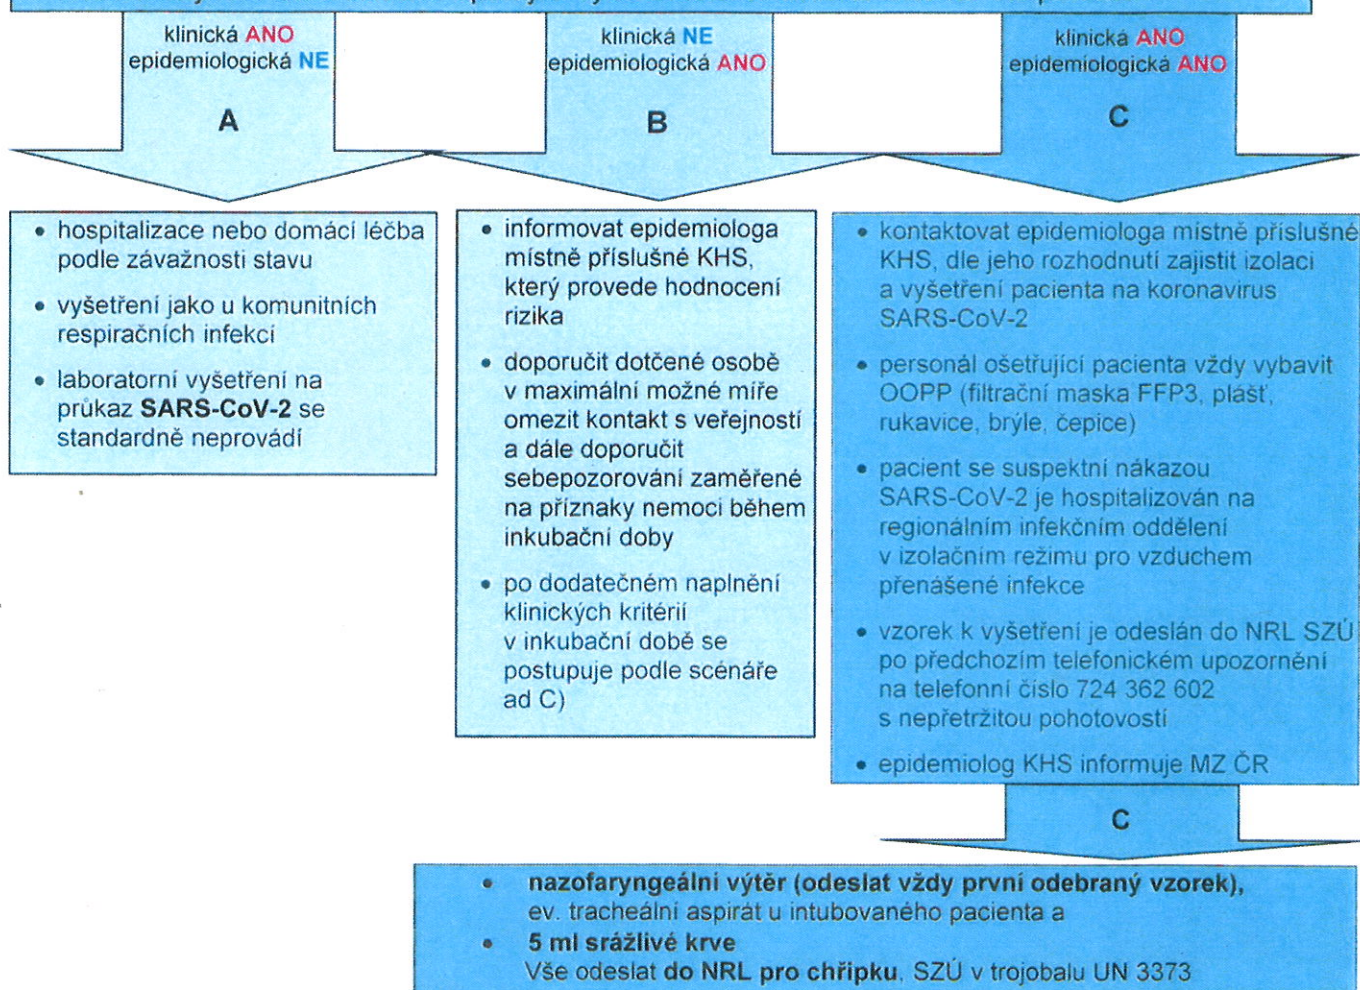 klinická ANO
epidemiologická NE
A
klinická NE
epidemiologická ANO
B
klinická ANO
epidemiologická ANO
C
• hospitalizace nebo domácí léčba
podle závažnosti stavu
• vyšetření jako u komunitních
respiračních infekcí
• laboratorní vyšetření na
průkaz SARS-CoV-2 se
standardně neprovádí
• informovat epidemiologa
místně příslušné KHS,
který provede hodnocení
rizika
• doporučit dotčené osobě
v maximální možné míře
omezit kontakt s veřejností
a dále doporučit
sebepozorování zaměřené
na příznaky nemoci během
inkubační doby
• po dodatečném naplnění
klinických kritérií
v inkubační době se
postupuje podle scénáře
ad C)
• kontaktovat epidemiologa místně příslušné
KHS, dle jeho rozhodnutí zajistit izolaci
a vyšetření pacienta na koronavirus
SARS-CoV-2
• personál ošetřující pacienta vždy vybavit
OOPP (filtrační maska FFP3, plášť,
rukavice, brýle, čepice)
• pacient se suspektní nákazou
SARS-CoV-2 je hospitalizován na
regionálním infekčním oddělení
v izolačním režimu pro vzduchem
přenášené infekce
• vzorek k vyšetření je odeslán do NRL SZÚ
po předchozím telefonickém upozornění
na telefonní číslo 724 362 602
s nepřetržitou pohotovostí
• epidemiolog KHS informuje MZ ČR
C
• nazofaryngeální výtěr (odeslat vždy první odebraný vzorek),
ev. tracheální aspirát u intubovaného pacienta a
• 5 ml srážlivé krve
Vše odeslat do NRL pro chřipku, SZÚ v trojobalu UN 3373